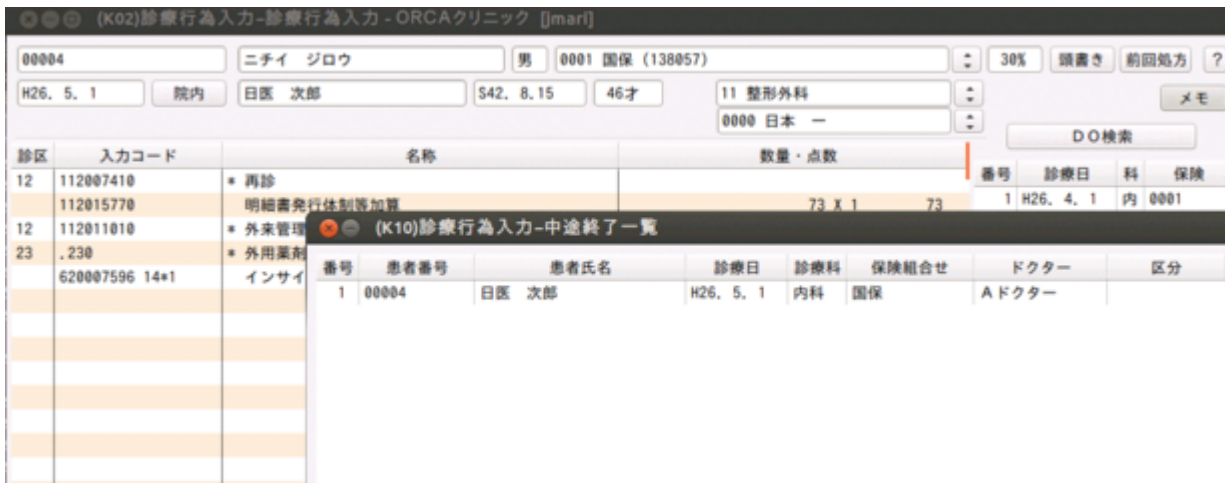 (K02)診療行為入力-診療行為入力 - ORCAクリニック [jmari]
00004 ニチイ ジロウ 男 0001 国保 (138057) 30% 頭書き 前回処方 ?
H26. 5. 1 院内 日医 次郎 S42. 8.15 46才 11 整形外科 メモ
0000 日本 一
DO検索
診区 入力コード 名称 数量・点数
番号 診療日 科 保険
12 112007410 * 再診
1 H26. 4. 1 内 0001
112015770 明細書発行体制等加算 73 X 1 73
12 112011010 * 外来管理
(K10)診療行為入力-中途終了一覧
23 .230 * 外用薬剤
番号 患者番号 患者氏名 診療日 診療科 保険組合せ ドクター 区分
620007596 14*1 インサイ
1 00004 日医 次郎 H26. 5. 1 内科 国保 Aドクター